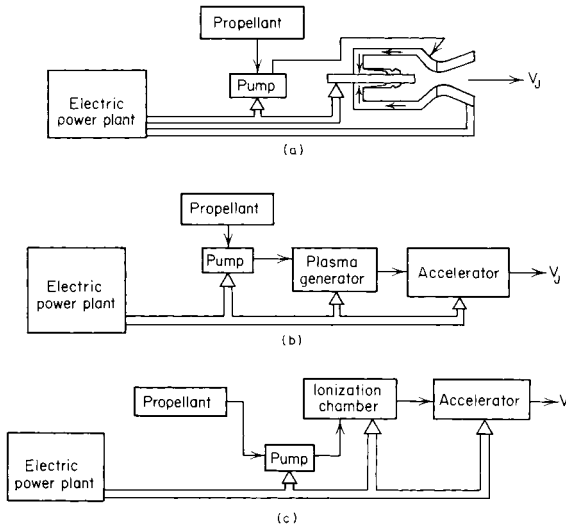 Propellant
Pump
Electric
power plant
V_J
(a)
Propellant
Pump
Plasma
generator
Accelerator
V_J
Electric
power plant
(b)
Propellant
Ionization
chamber
Accelerator
V
Pump
Electric
power plant
(c)